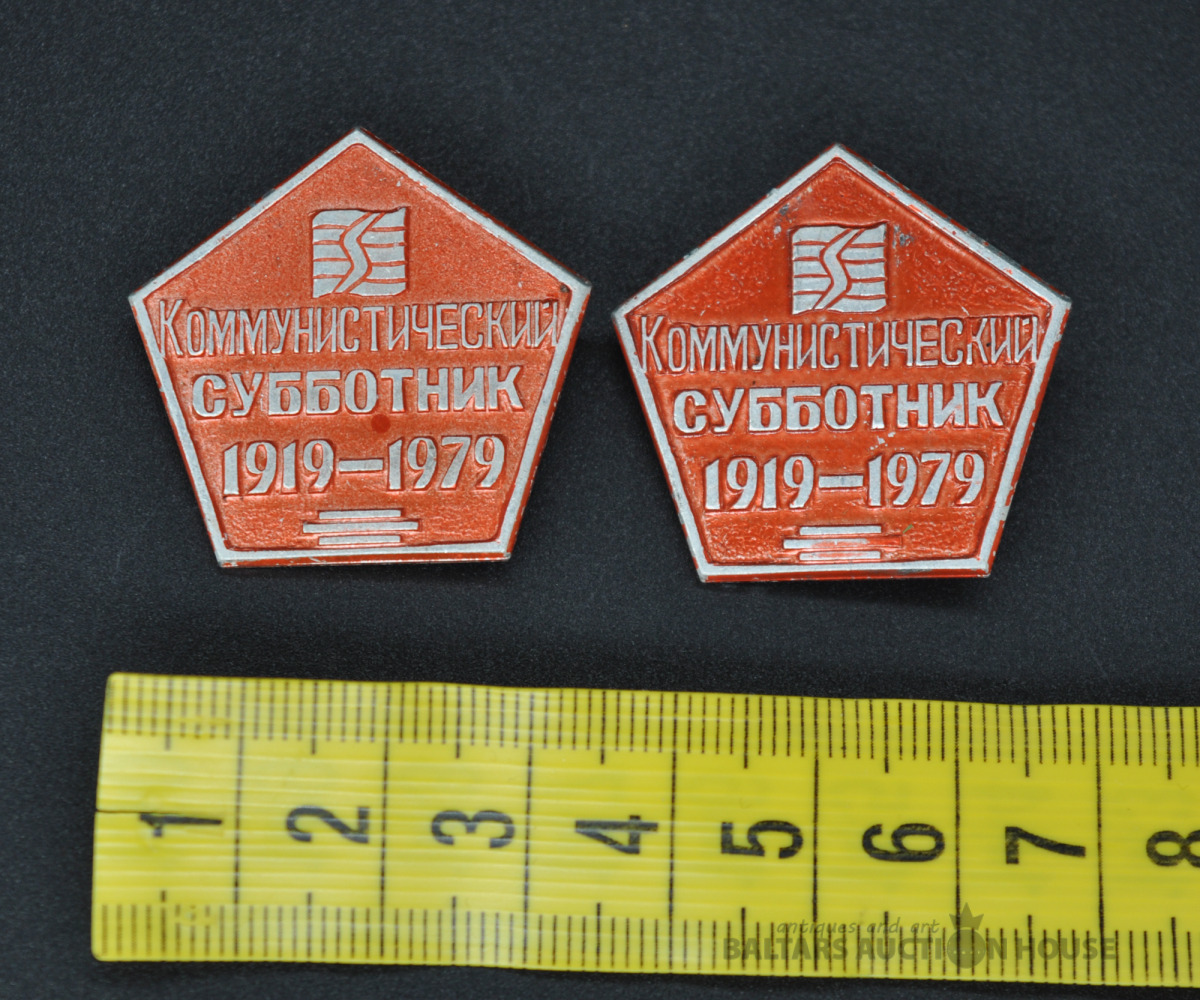 Коммунистический
субботник
1919—1979
Коммунистический
субботник
1919—1979
1 2 3 4 5 6 7 8
antiques and art
BALTARS AUCTION HOUSE